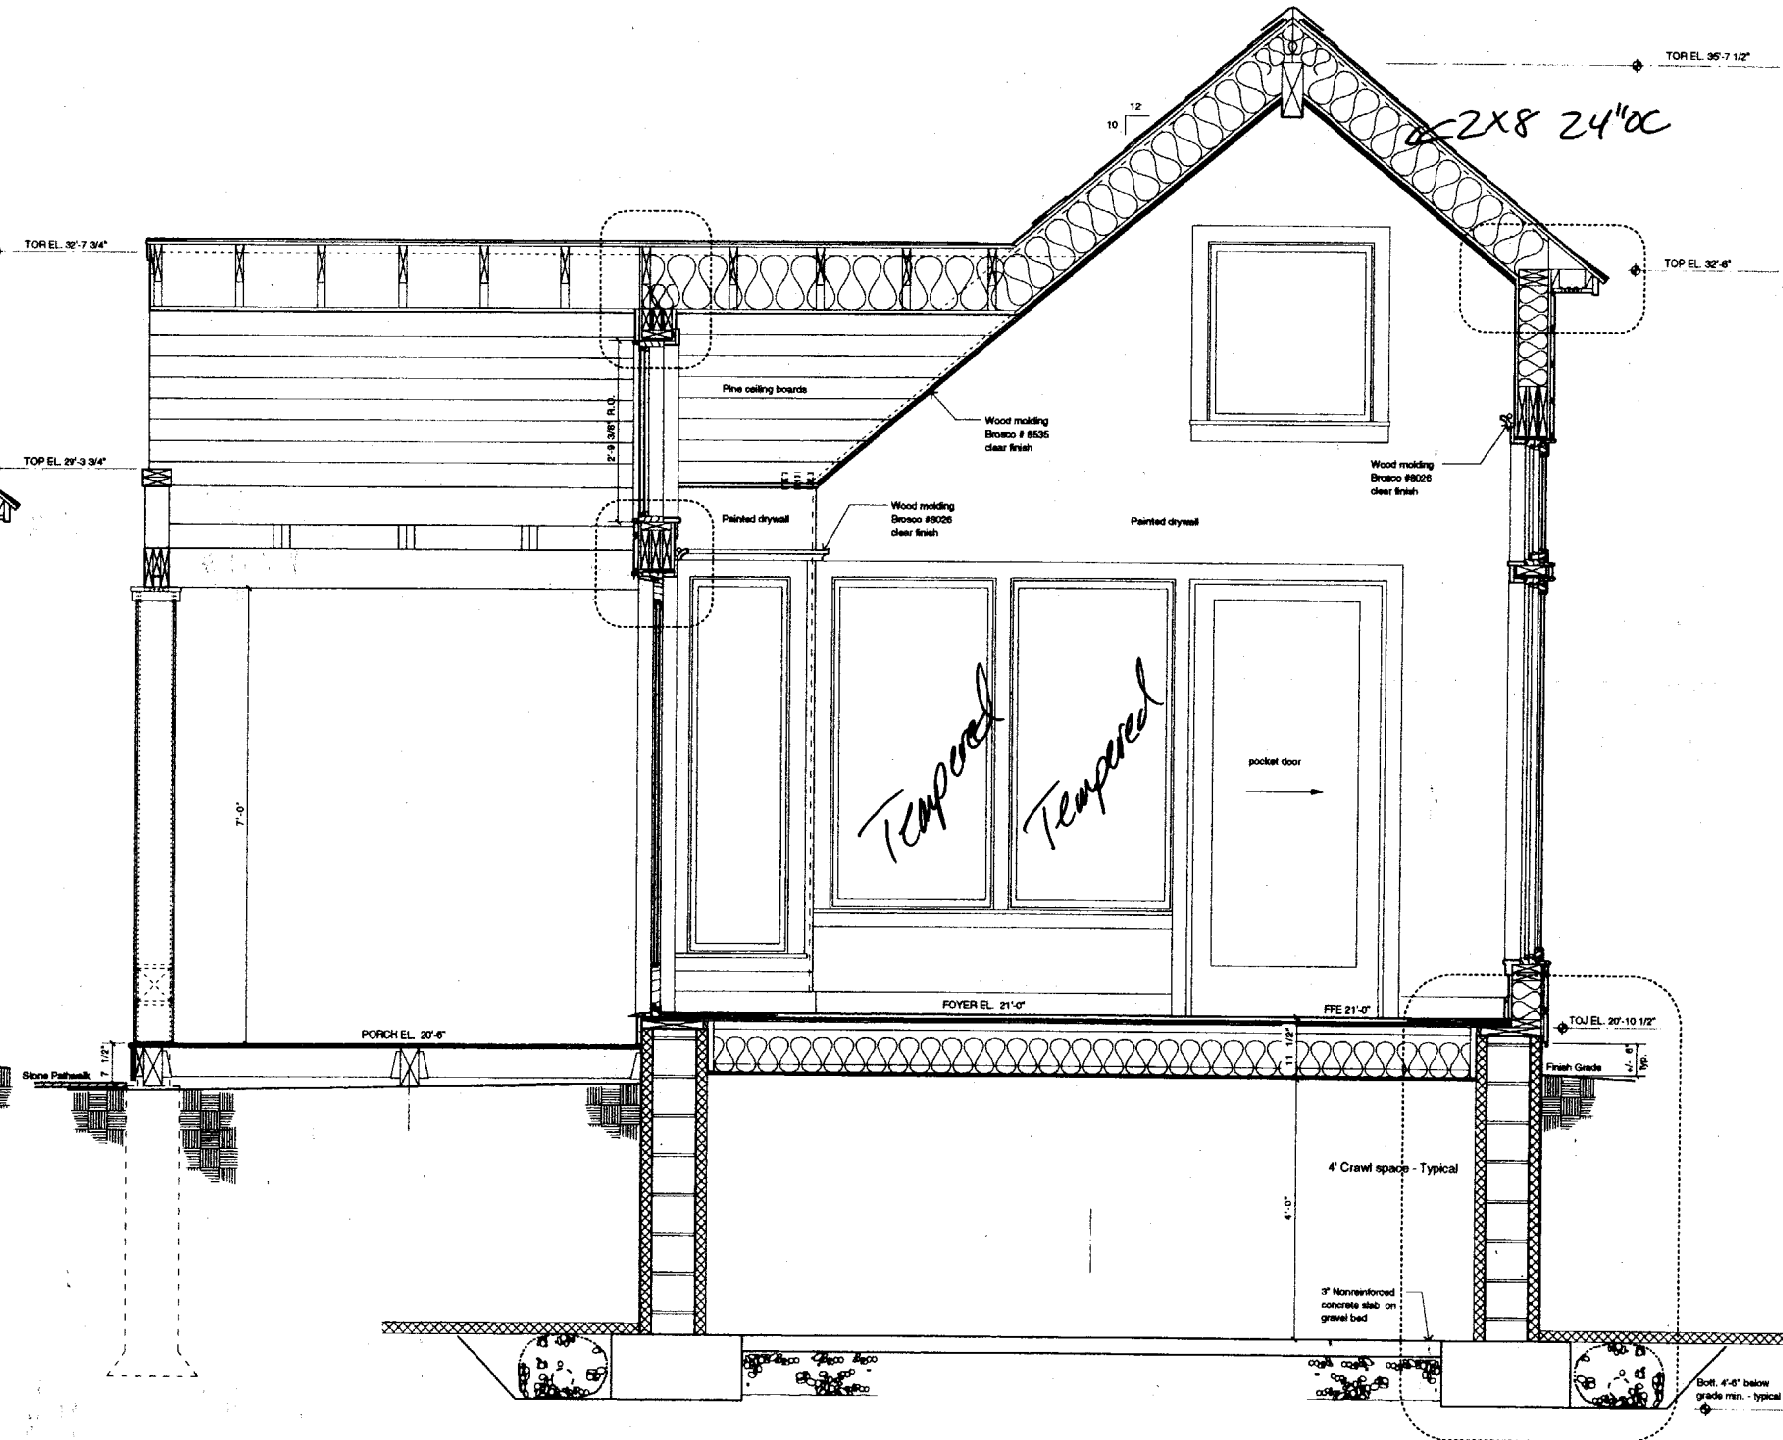 TOR EL. 35'-7 1/2"
12
10
2X8 24"OC
TOR EL. 32'-7 3/4"
TOP EL. 32'-6"
Pine ceiling boards
2'-9 3/8" R.O.
Wood molding
Brosco # 8535
clear finish
TOP EL. 29'-3 3/4"
Wood molding
Brosco #8026
clear finish
Painted drywall
Wood molding
Brosco #8026
clear finish
Painted drywall
Tempered
Tempered
pocket door
7'-0"
FOYER EL. 21'-0"
FFE 21'-0"
TOJ EL. 20'-10 1/2"
PORCH EL. 20'-6"
7 1/2"
11 1/2"
+/- 6"
Typ.
Stone Pathwalk
Finish Grade
4' Crawl space - Typical
4'-0"
3" Nonreinforced
concrete slab on
gravel bed
Bott. 4'-6" below
grade min. - typical